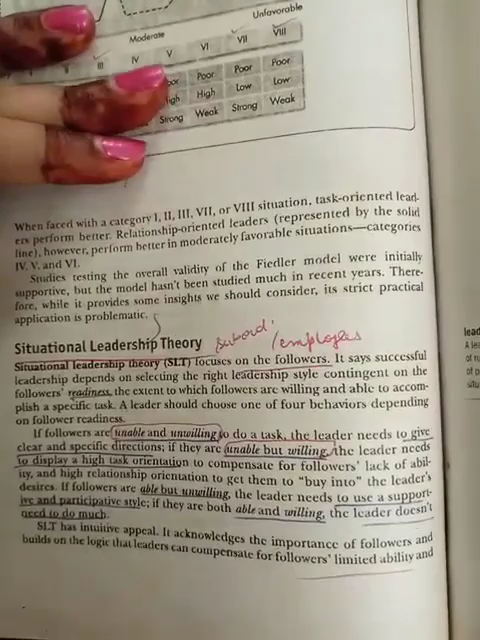 Unfavorable
Moderate
III IV V VI VII VIII
Poor Poor Poor
High Low Low
Strong Weak Strong Weak
When faced with a category I, II, III, VII, or VIII situation, task-oriented lead-
ers perform better. Relationship-oriented leaders (represented by the solid
line), however, perform better in moderately favorable situations—categories
IV, V, and VI.
Studies testing the overall validity of the Fiedler model were initially
supportive, but the model hasn't been studied much in recent years. There-
fore, while it provides some insights we should consider, its strict practical
application is problematic.
Situational Leadership Theory subord. /employees
Situational leadership theory (SLT) focuses on the followers. It says successful
leadership depends on selecting the right leadership style contingent on the
followers' readiness, the extent to which followers are willing and able to accom-
plish a specific task. A leader should choose one of four behaviors depending
on follower readiness.
If followers are unable and unwilling to do a task, the leader needs to give
clear and specific directions; if they are unable but willing, the leader needs
to display a high task orientation to compensate for followers' lack of abil-
ity, and high relationship orientation to get them to "buy into" the leader's
desires. If followers are able but unwilling, the leader needs to use a support-
ive and participative style; if they are both able and willing, the leader doesn't
need to do much.
SLT has intuitive appeal. It acknowledges the importance of followers and
builds on the logic that leaders can compensate for followers' limited ability and
lead